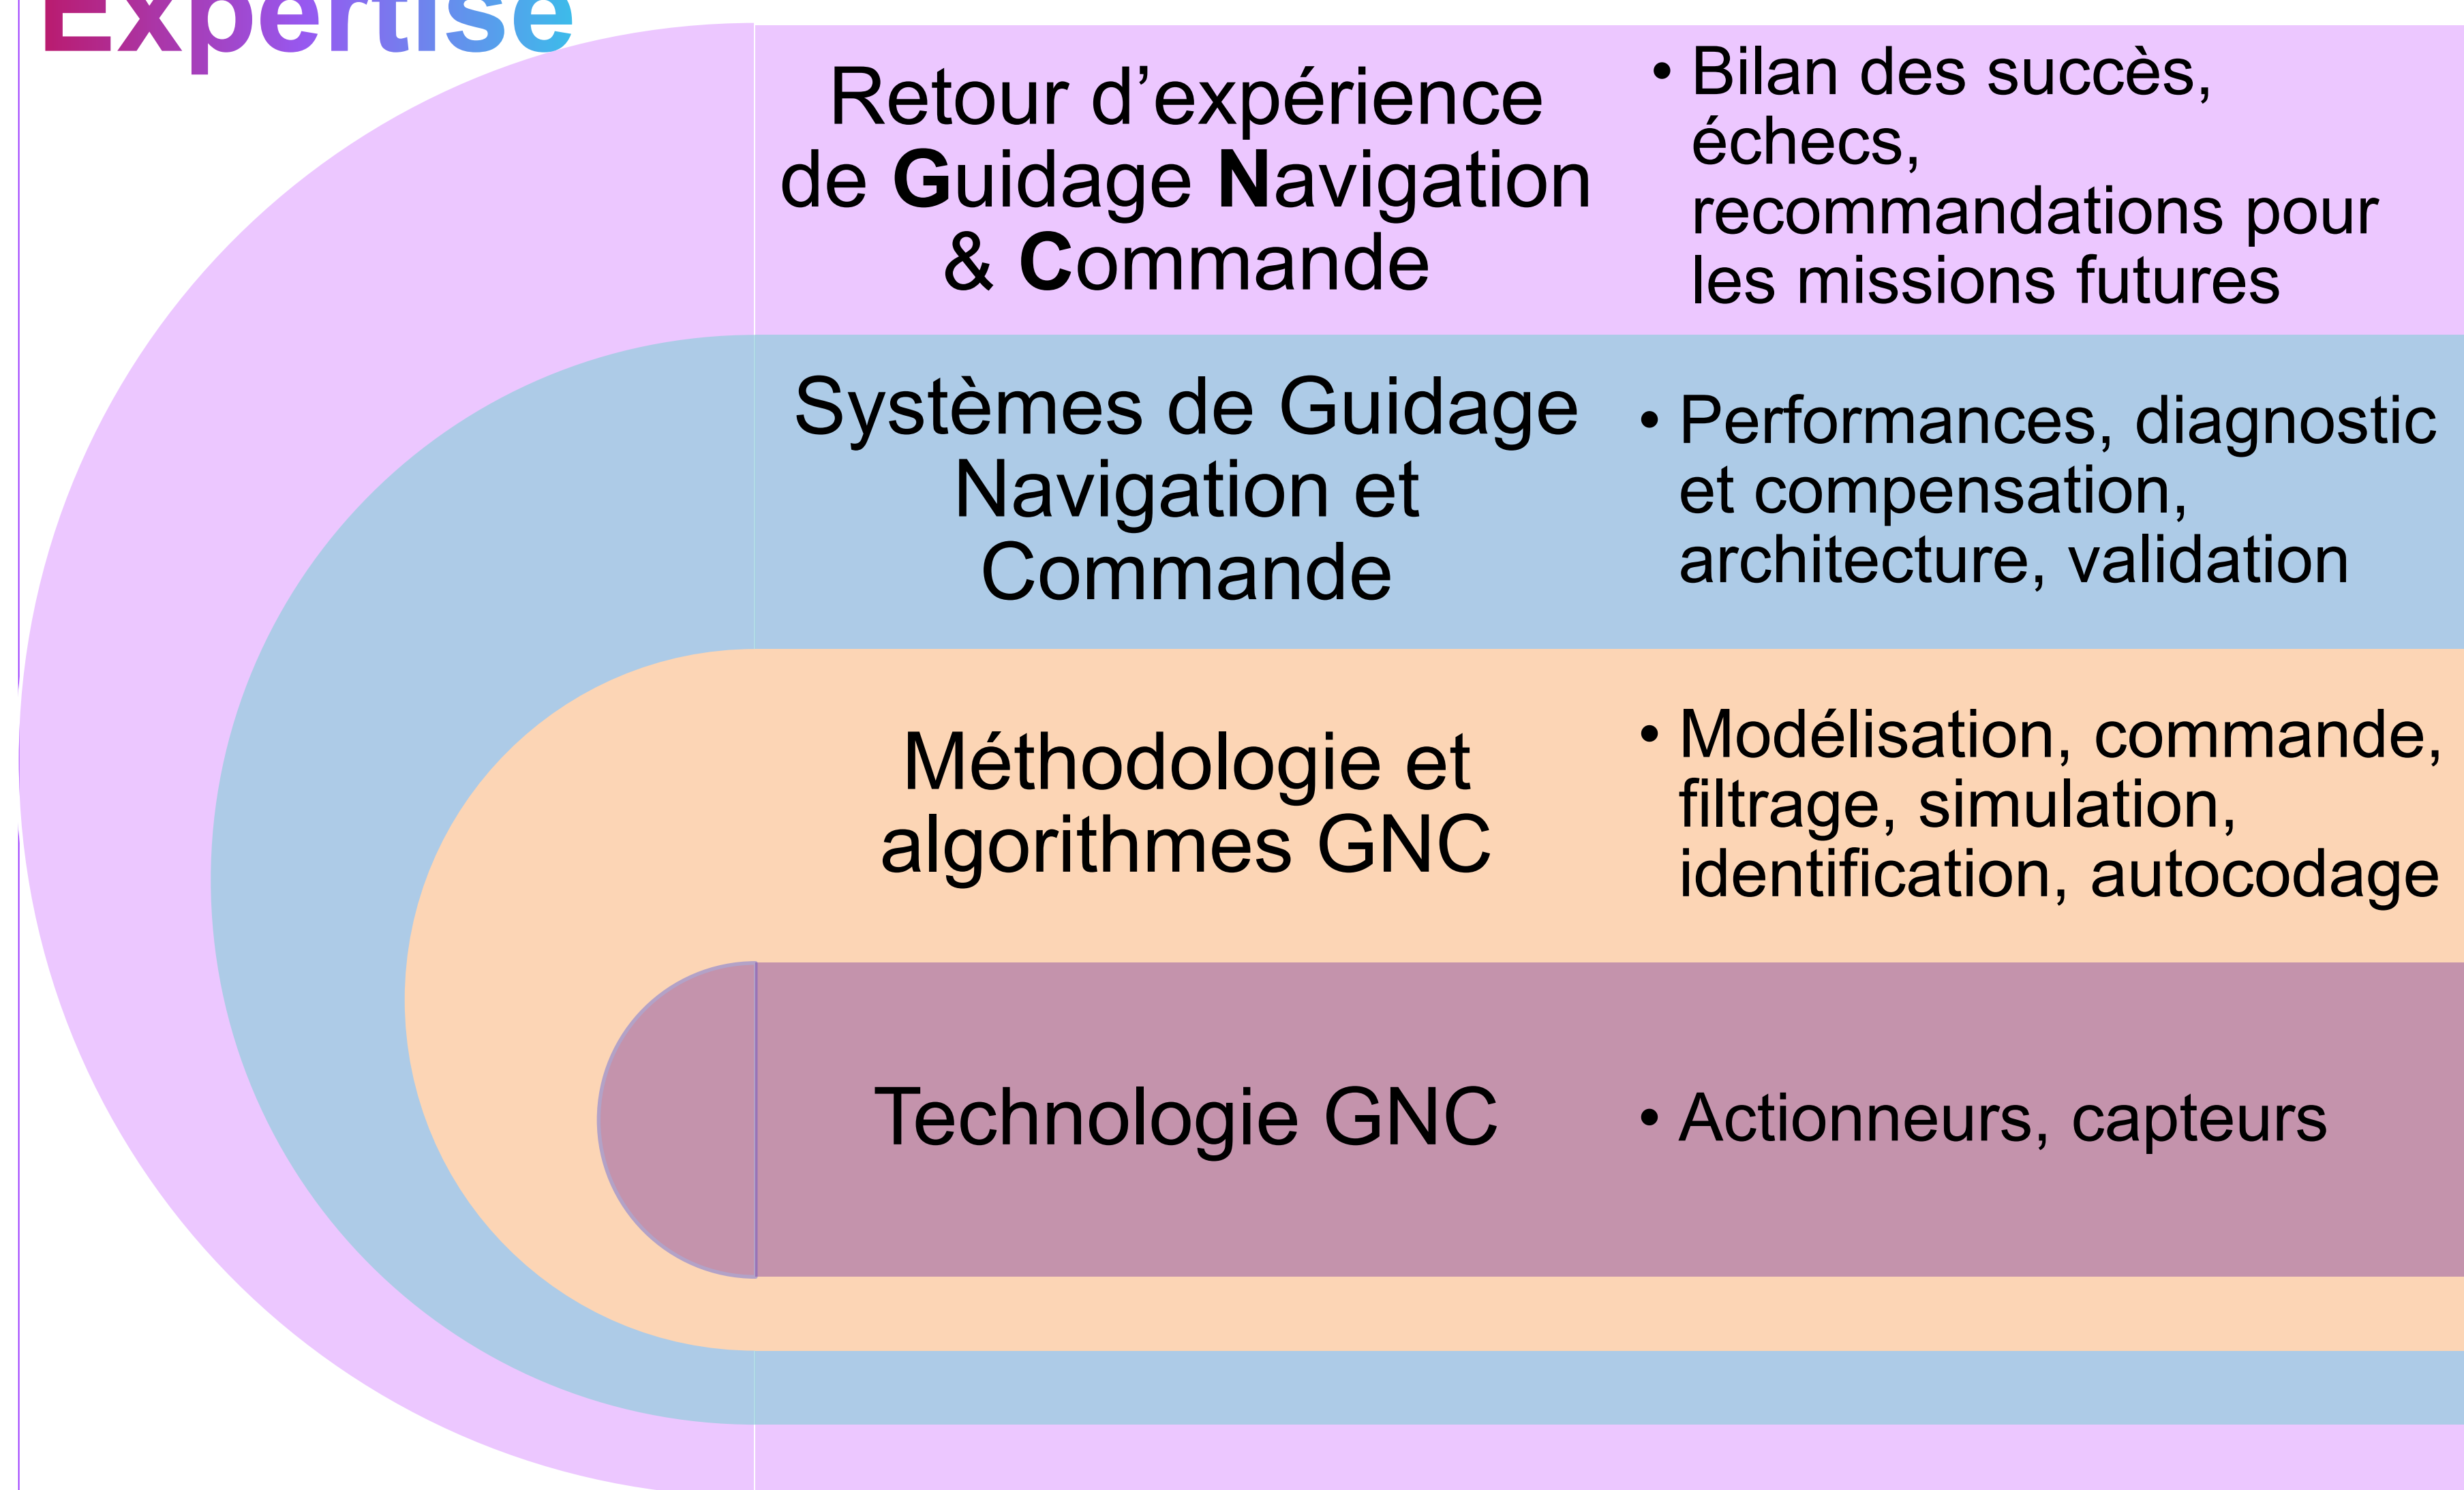 Expertise
Retour d’expérience
de Guidage Navigation
& Commande
• Bilan des succès,
échecs,
recommandations pour
les missions futures
Systèmes de Guidage
Navigation et
Commande
• Performances, diagnostic
et compensation,
architecture, validation
Méthodologie et
algorithmes GNC
• Modélisation, commande,
filtrage, simulation,
identification, autocodage
Technologie GNC
• Actionneurs, capteurs